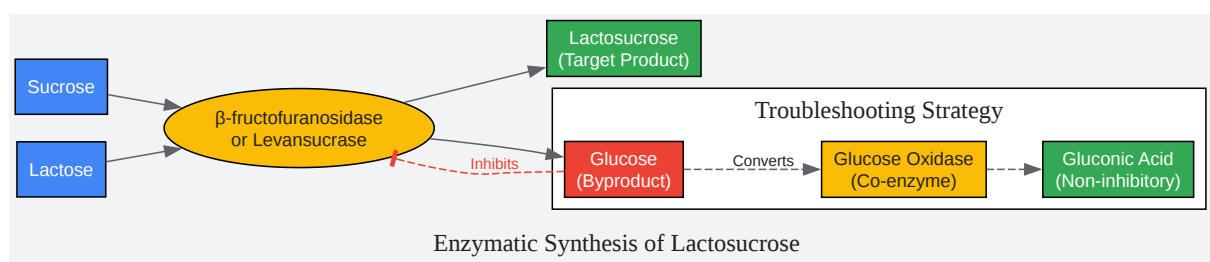 Sucrose
Lactose
β-fructofuranosidase
or Levansucrase
Lactosucrose
(Target Product)
Troubleshooting Strategy
Inhibits
Glucose
(Byproduct)
Converts
Glucose Oxidase
(Co-enzyme)
Gluconic Acid
(Non-inhibitory)
Enzymatic Synthesis of Lactosucrose